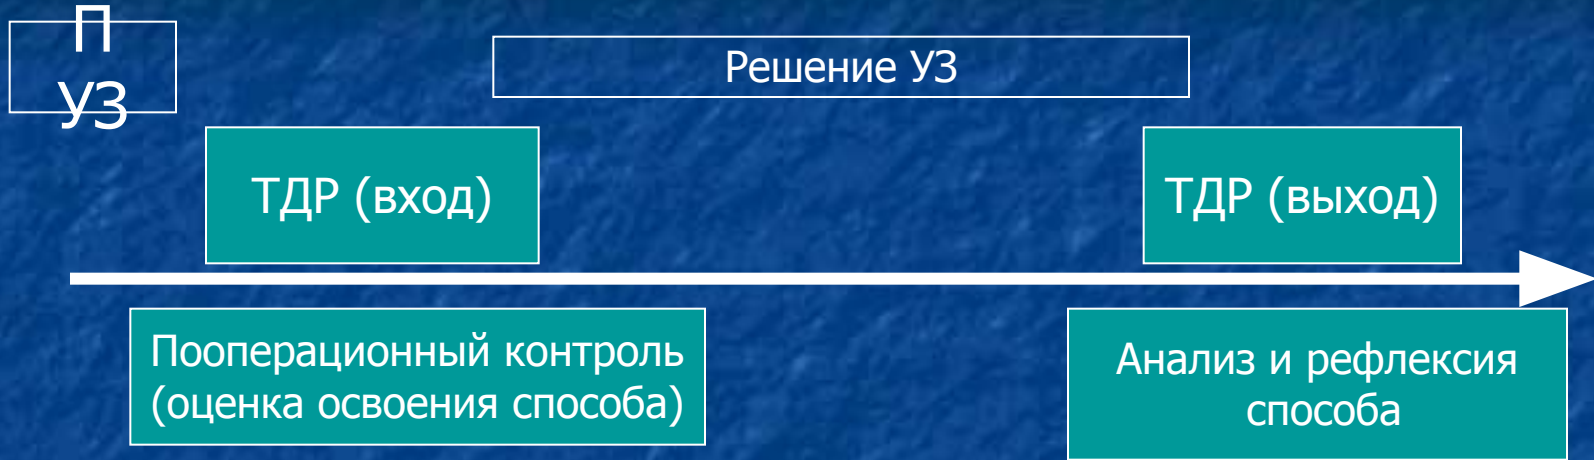 П
УЗ
Решение УЗ
ТДР (вход)
ТДР (выход)
Пооперационный контроль
(оценка освоения способа)
Анализ и рефлексия
способа